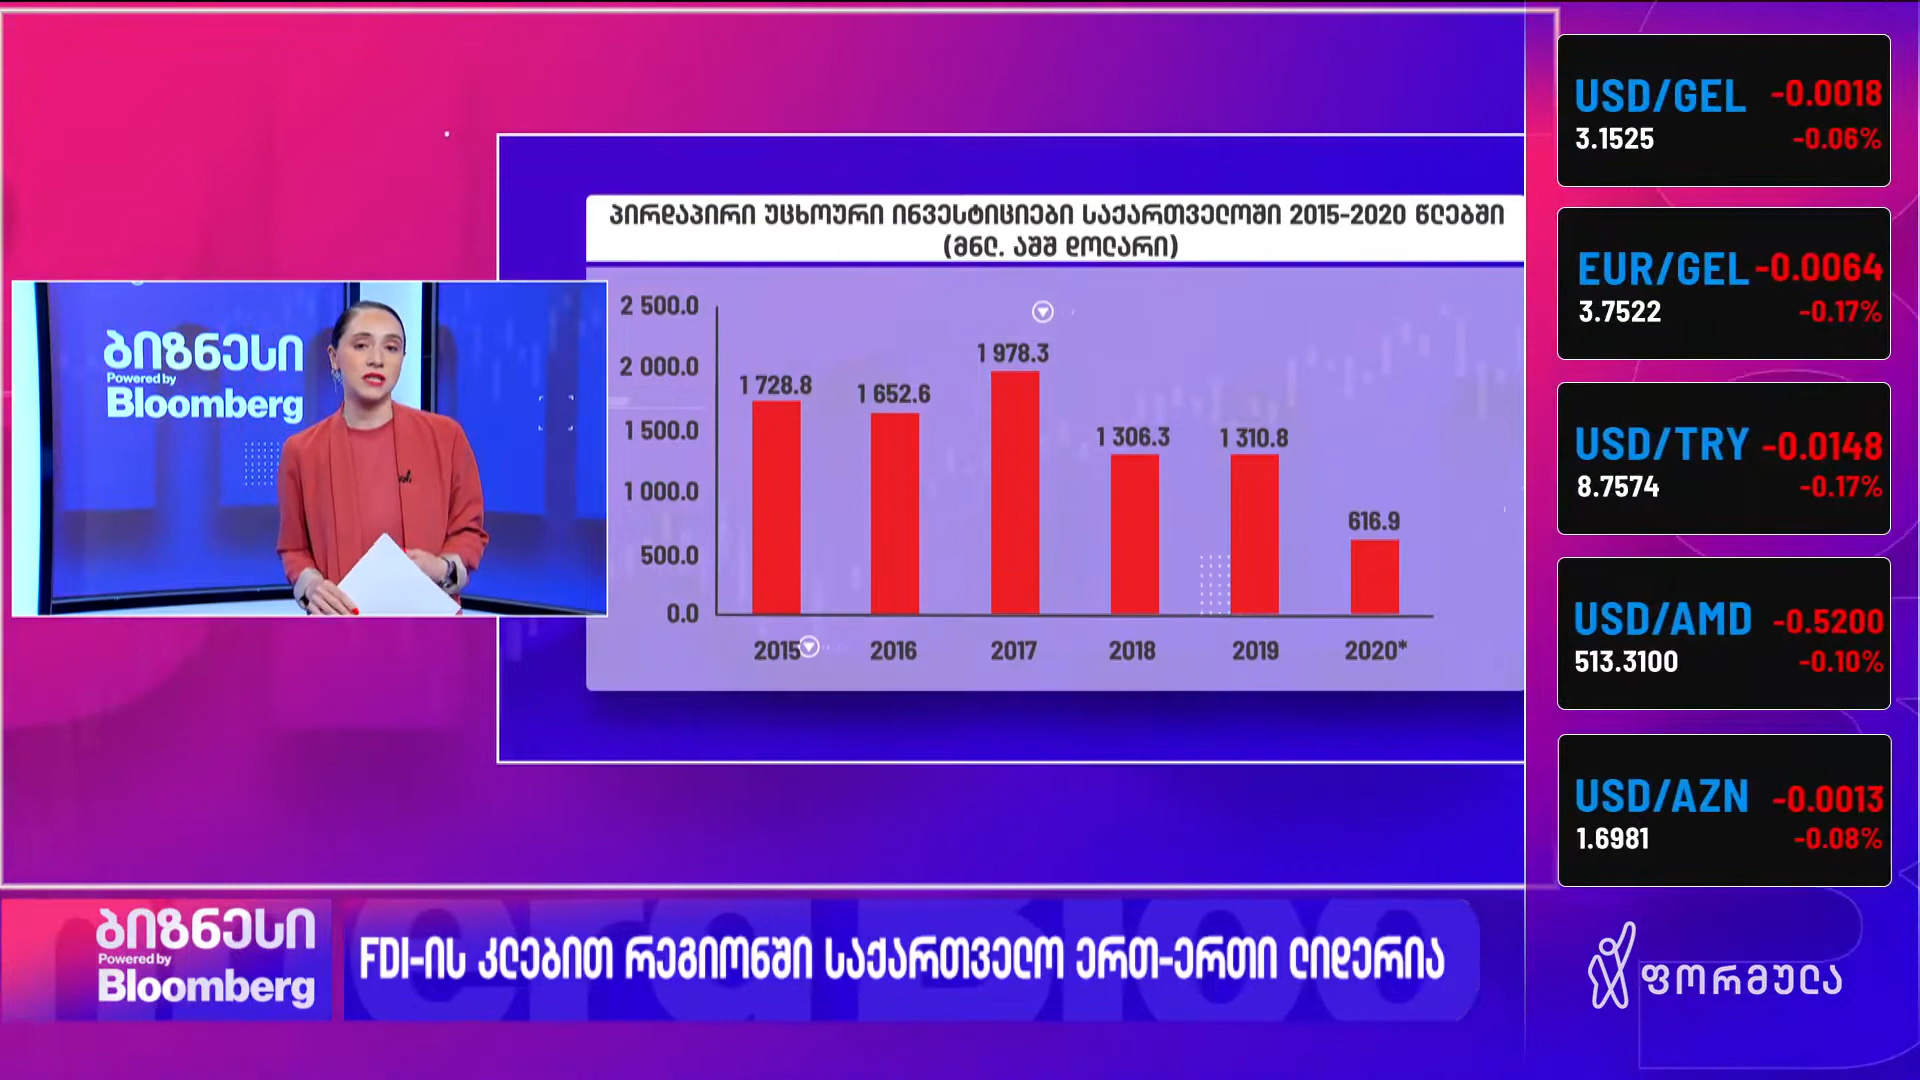 პირდაპირი უცხოური ინვესტიციები საქართველოში 2015-2020 წლებში
(მნლ. აშშ დოლარი)
2 500.0
2 000.0
1 500.0
1 000.0
500.0
0.0
1 728.8
1 652.6
1 978.3
1 306.3
1 310.8
616.9
2015
2016
2017
2018
2019
2020*
ბიზნესი
Powered by
Bloomberg
USD/GEL -0.0018
3.1525 -0.06%
EUR/GEL -0.0064
3.7522 -0.17%
USD/TRY -0.0148
8.7574 -0.17%
USD/AMD -0.5200
513.3100 -0.10%
USD/AZN -0.0013
1.6981 -0.08%
ბიზნესი
Powered by
Bloomberg
FDI-ის კლებით რეგიონში საქართველო ერთ-ერთი ლიდერია
ფორმულა